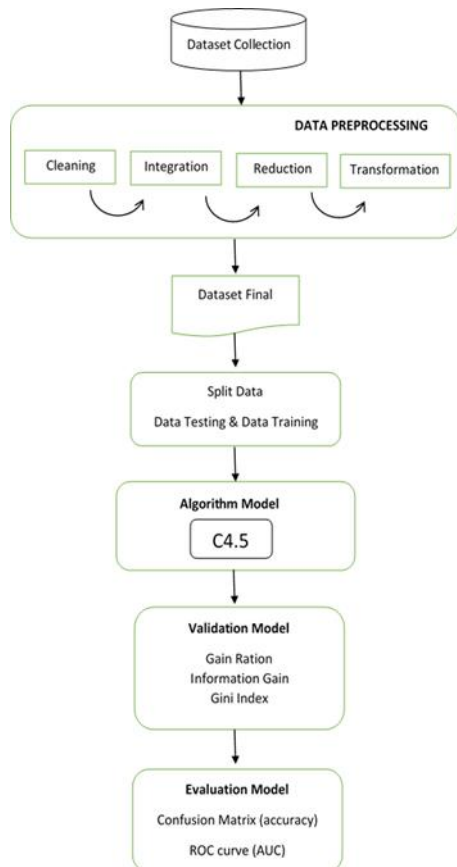 Dataset Collection
DATA PREPROCESSING
Cleaning
Integration
Reduction
Transformation
Dataset Final
Split Data
Data Testing & Data Training
Algorithm Model
C4.5
Validation Model
Gain Ration
Information Gain
Gini Index
Evaluation Model
Confusion Matrix (accuracy)
ROC curve (AUC)